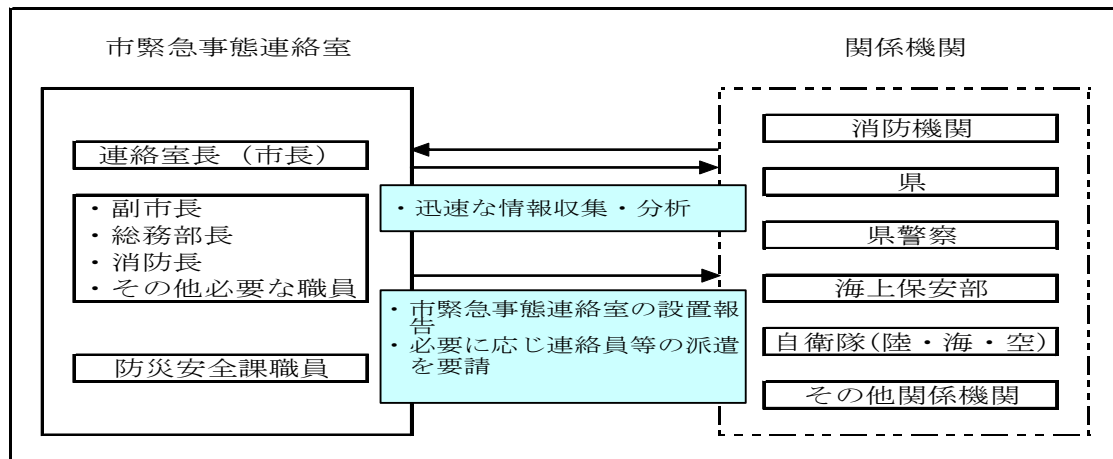 市緊急事態連絡室
関係機関
連絡室長（市長）
・副市長
・総務部長
・消防長
・その他必要な職員
防災安全課職員
・迅速な情報収集・分析
・市緊急事態連絡室の設置報
告
・必要に応じ連絡員等の派遣
を要請
消防機関
県
県警察
海上保安部
自衛隊(陸・海・空)
その他関係機関